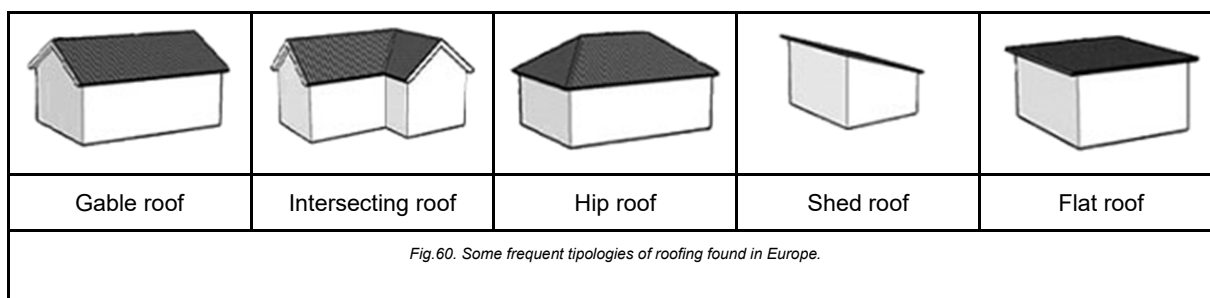 Gable roof
Intersecting roof
Hip roof
Shed roof
Flat roof
Fig.60. Some frequent tipologies of roofing found in Europe.